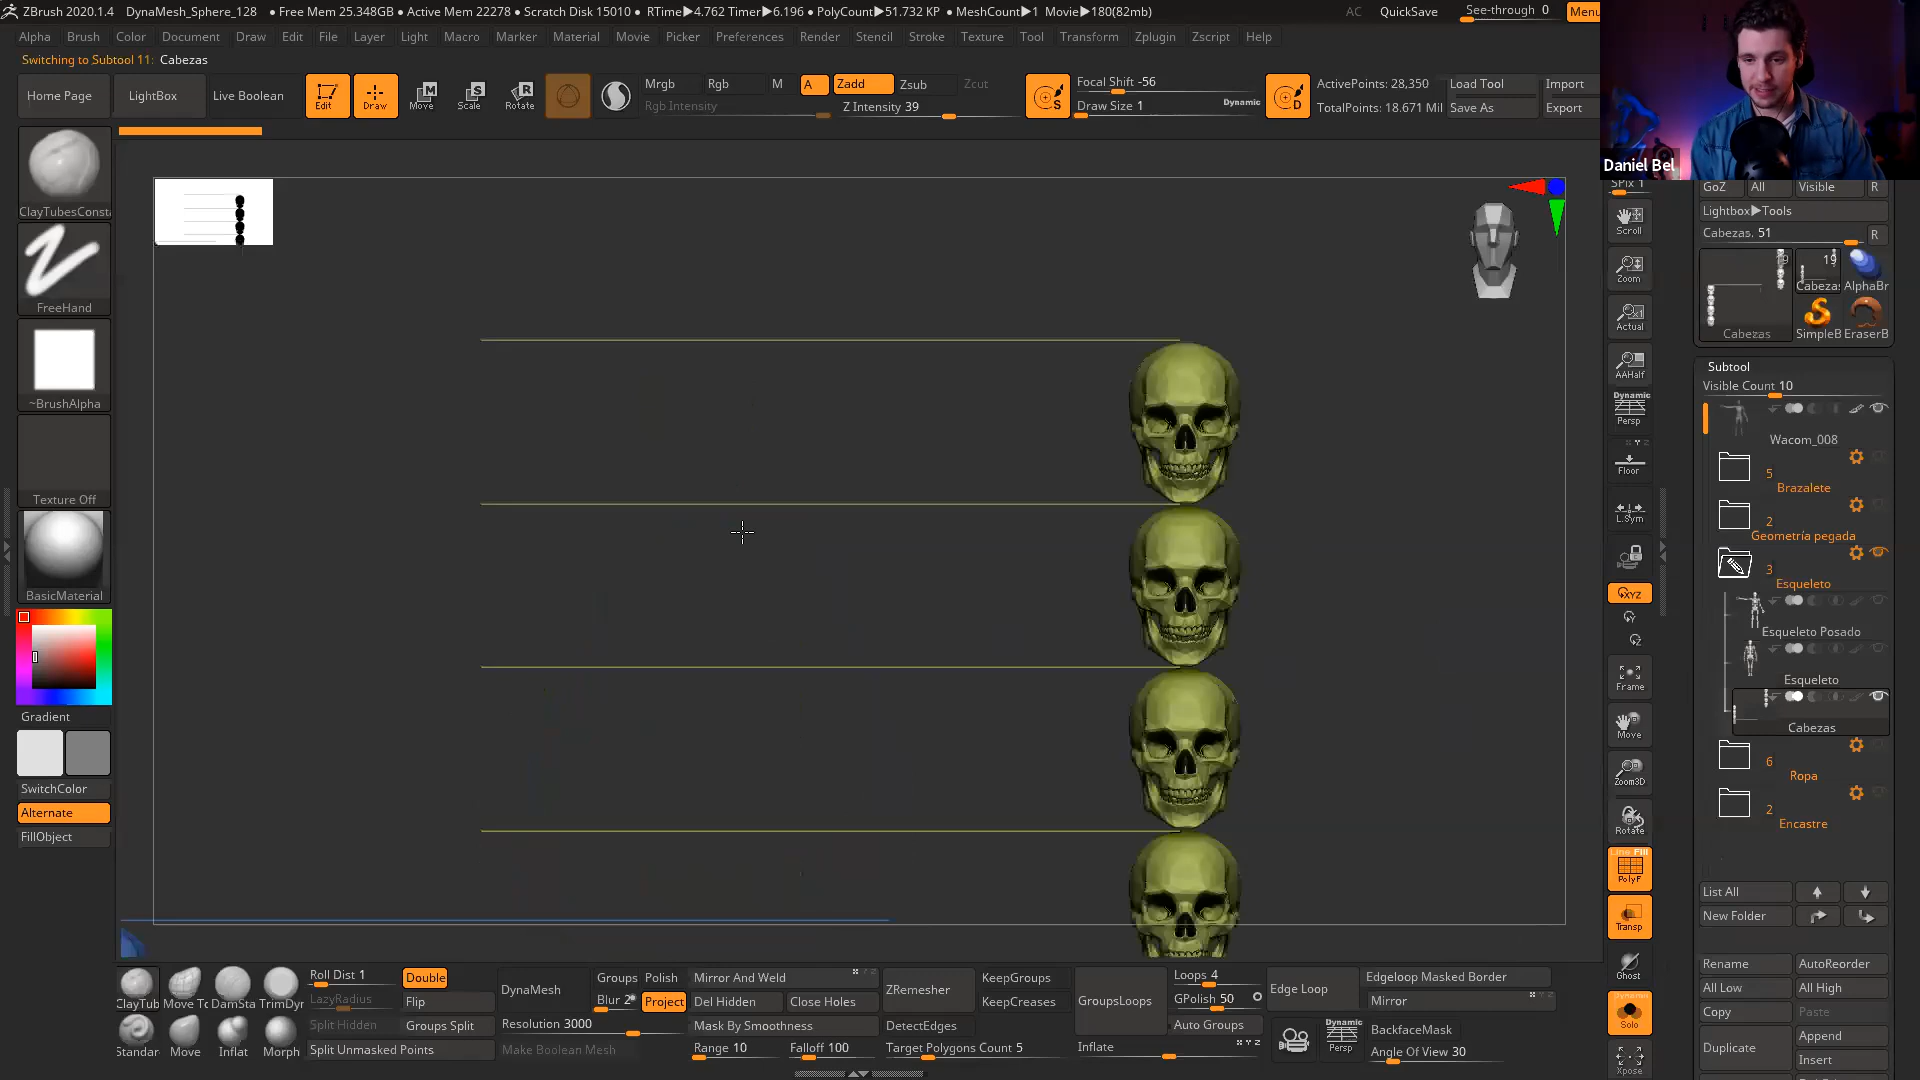 ZBrush 2020.1.4 DynaMesh_Sphere_128 • Free Mem 25.348GB • Active Mem 22278 • Scratch Disk 15010 • RTime▶4.762 Timer▶6.196 • PolyCount▶51.732 KP • MeshCount▶1 Movie▶180(82mb) AC QuickSave See-through 0 Menu
Alpha Brush Color Document Draw Edit File Layer Light Macro Marker Material Movie Picker Preferences Render Stencil Stroke Texture Tool Transform Zplugin Zscript Help
Switching to Subtool 11: Cabezas
Home Page LightBox Live Boolean Edit Draw Move Scale Rotate
Mrgb Rgb M A Zadd Zsub Zcut
Rgb Intensity Z Intensity 39
Focal Shift -56
Draw Size 1 Dynamic
ActivePoints: 28,350
TotalPoints: 18.671 Mil
Load Tool Import
Save As Export
Daniel Bel
ClayTubesConsta
FreeHand
~BrushAlpha
Texture Off
BasicMaterial
Gradient
SwitchColor
Alternate
FillObject
SPix 1
Scroll
Zoom
Actual
AAHalf
Dynamic
Persp
Floor
L.Sym
XYZ
Frame
Move
Zoom3D
Rotate
Line Fill
PolyF
Transp
Ghost
Dynamic
Solo
Xpose
GoZ All Visible R
Lightbox▶Tools
Cabezas. 51 R
19
Cabeza: AlphaBr
Cabezas SimpleB EraserB
Subtool
Visible Count 10
Wacom_008
5
Brazalete
2
Geometría pegada
3
Esqueleto
Esqueleto Posado
Esqueleto
Cabezas
6
Ropa
2
Encastre
List All
New Folder
Rename AutoReorder
All Low All High
Copy Paste
Duplicate Append
Insert
ClayTub Move To DamSta TrimDyn
Standar Move Inflat Morph
Roll Dist 1 Double
LazyRadius Flip
Split Hidden Groups Split
Split Unmasked Points
DynaMesh
Groups Polish
Blur 2 Project
Resolution 3000
Make Boolean Mesh
Mirror And Weld
Del Hidden Close Holes
Mask By Smoothness
Range 10 Falloff 100
ZRemesher KeepGroups
KeepCreases
DetectEdges
Target Polygons Count 5
GroupsLoops
Loops 4
GPolish 50
Auto Groups
Inflate
Edge Loop
Edgeloop Masked Border
Mirror
Dynamic
Persp
BackfaceMask
Angle Of View 30